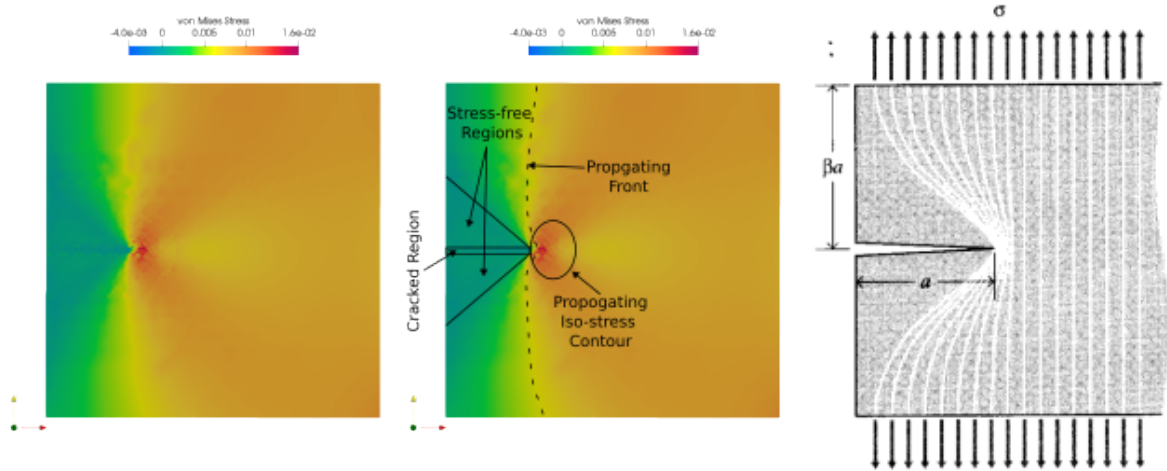 von Mises Stress
-4.0e-03 0 0.005 0.01 1.6e-02
von Mises Stress
-4.0e-03 0 0.005 0.01 1.6e-02
Stress-free
Regions
Propgating
Front
Cracked Region
Propogating
Iso-stress
Contour
σ
βa
a